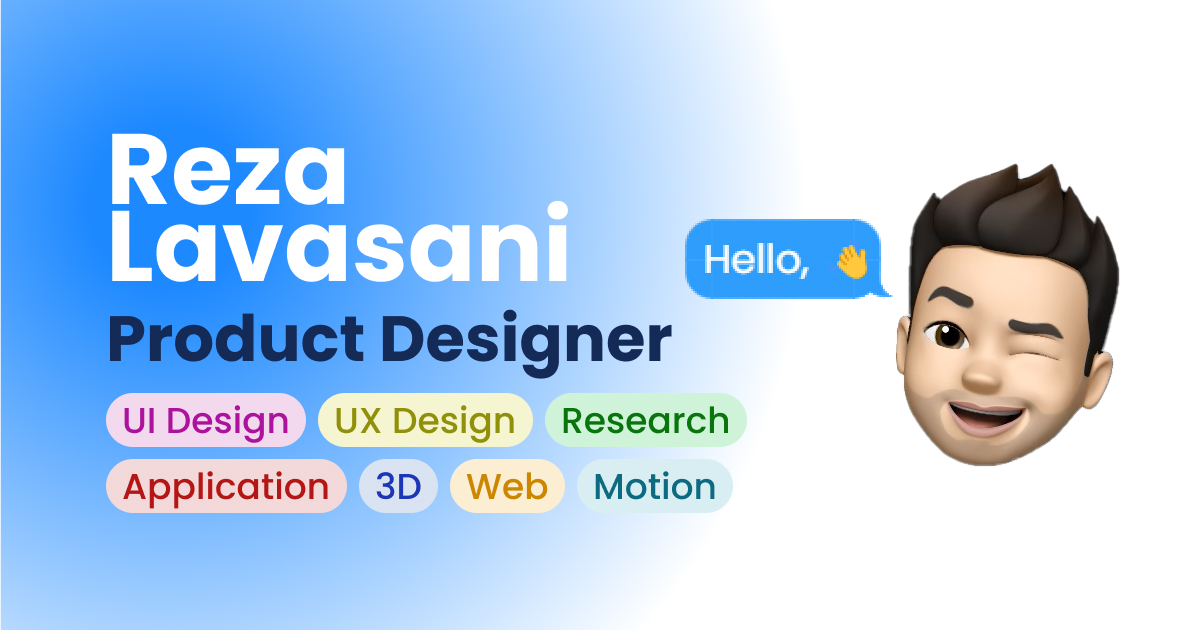 Reza
Lavasani
Product Designer
UI Design UX Design Research
Application 3D Web Motion
Hello, 👋